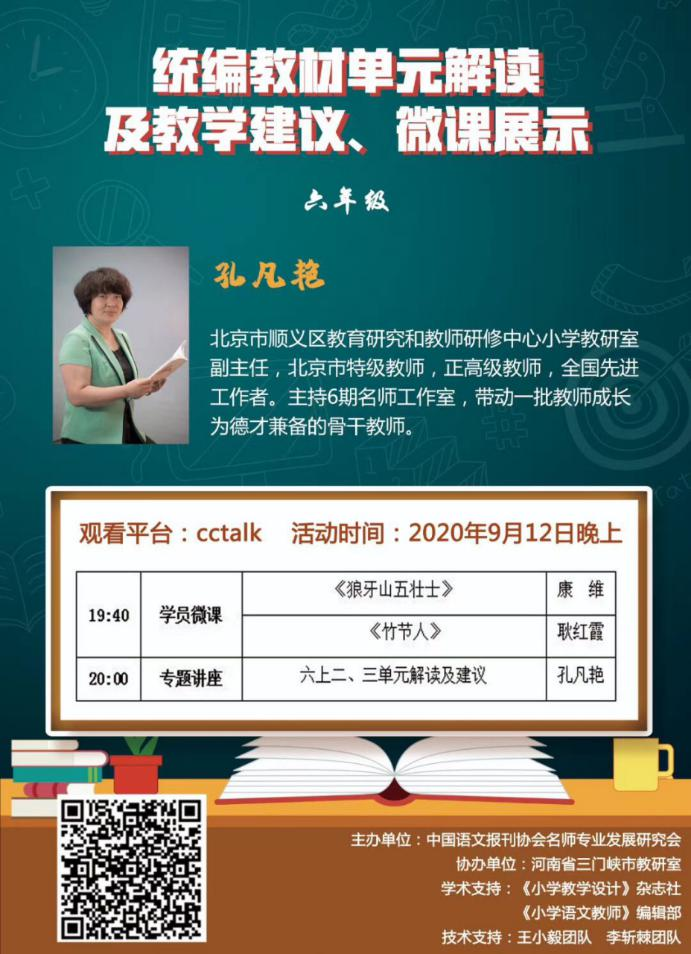 统编教材单元解读
及教学建议、微课展示
六年级
孔凡艳
北京市顺义区教育研究和教师研修中心小学教研室
副主任，北京市特级教师，正高级教师，全国先进
工作者。主持6期名师工作室，带动一批教师成长
为德才兼备的骨干教师。
观看平台：cctalk 活动时间：2020年9月12日晚上
19:40 学员微课 《狼牙山五壮士》 康 维
《竹节人》 耿红霞
20:00 专题讲座 六上二、三单元解读及建议 孔凡艳
主办单位：中国语文报刊协会名师专业发展研究会
协办单位：河南省三门峡市教研室
学术支持：《小学教学设计》杂志社
《小学语文教师》编辑部
技术支持：王小毅团队 李斩棘团队